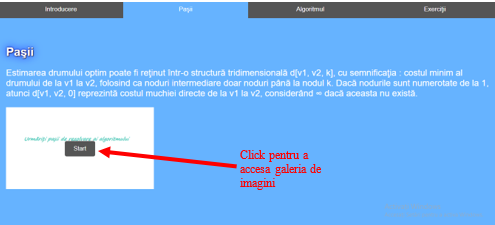 Introducere
Pașii
Algoritmul
Exerciții
Pașii
Estimarea drumului optim poate fi reținut într-o structură tridimensională d[v1, v2, k], cu semnificația : costul minim al
drumului de la v1 la v2, folosind ca noduri intermediare doar noduri până la nodul k. Dacă nodurile sunt numerotate de la 1,
atunci d[v1, v2, 0] reprezintă costul muchiei directe de la v1 la v2, considerând ∞ dacă aceasta nu există.
Urmăriți pașii de rezolvare ai algoritmului
Start
Click pentru a
accesa galeria de
imagini